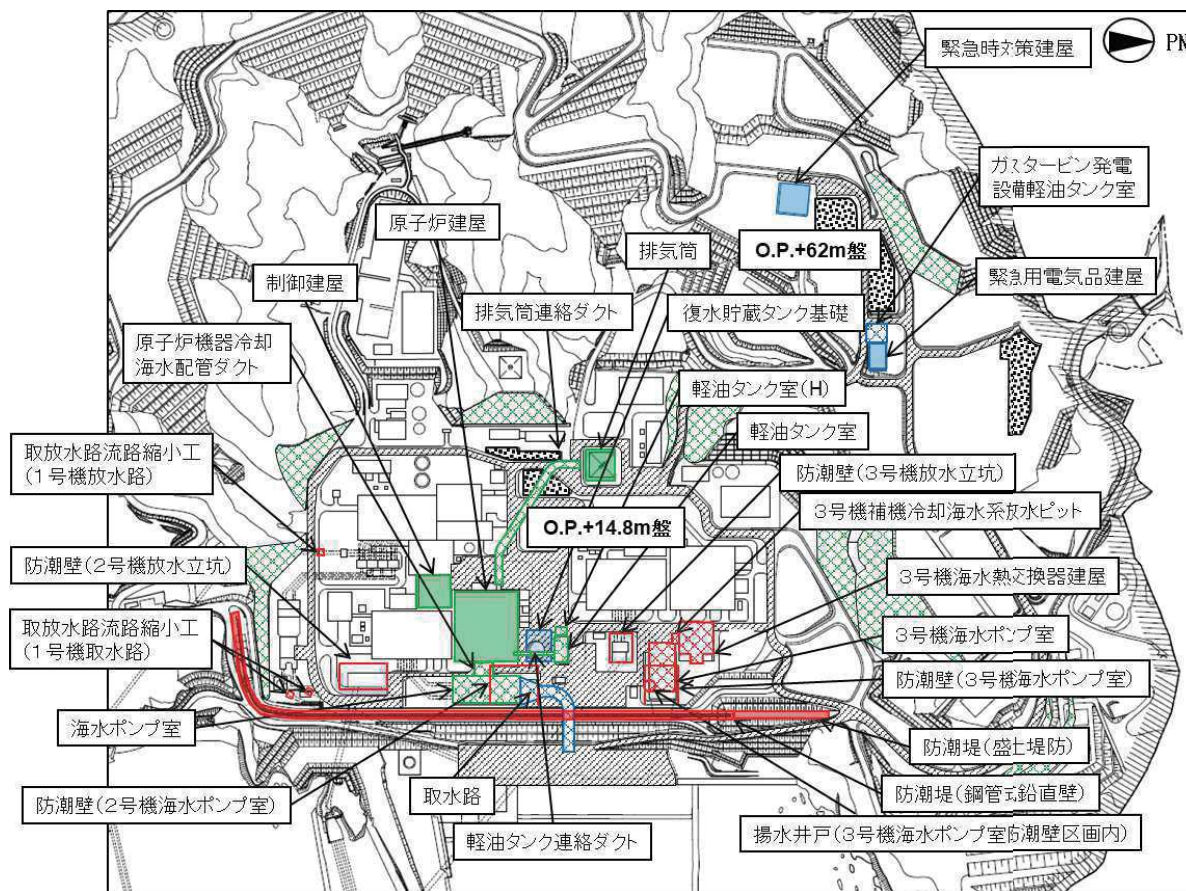 緊急時対策建屋
PN
ガスタービン発電
設備軽油タンク室
原子炉建屋
排気筒
O.P.+62m盤
緊急用電気品建屋
制御建屋
排気筒連絡ダクト
復水貯蔵タンク基礎
原子炉機器冷却
海水配管ダクト
軽油タンク室(H)
軽油タンク室
取放水路流路縮小工
(1号機放水路)
防潮壁(3号機放水立坑)
3号機補機冷却海水系放水ピット
O.P.+14.8m盤
防潮壁(2号機放水立坑)
3号機海水熱交換器建屋
取放水路流路縮小工
(1号機取水路)
3号機海水ポンプ室
防潮壁(3号機海水ポンプ室)
海水ポンプ室
防潮堤(盛土堤防)
防潮壁(2号機海水ポンプ室)
取水路
防潮堤(鋼管式鉛直壁)
軽油タンク連絡ダクト
揚水井戸(3号機海水ポンプ室防潮壁区画内)